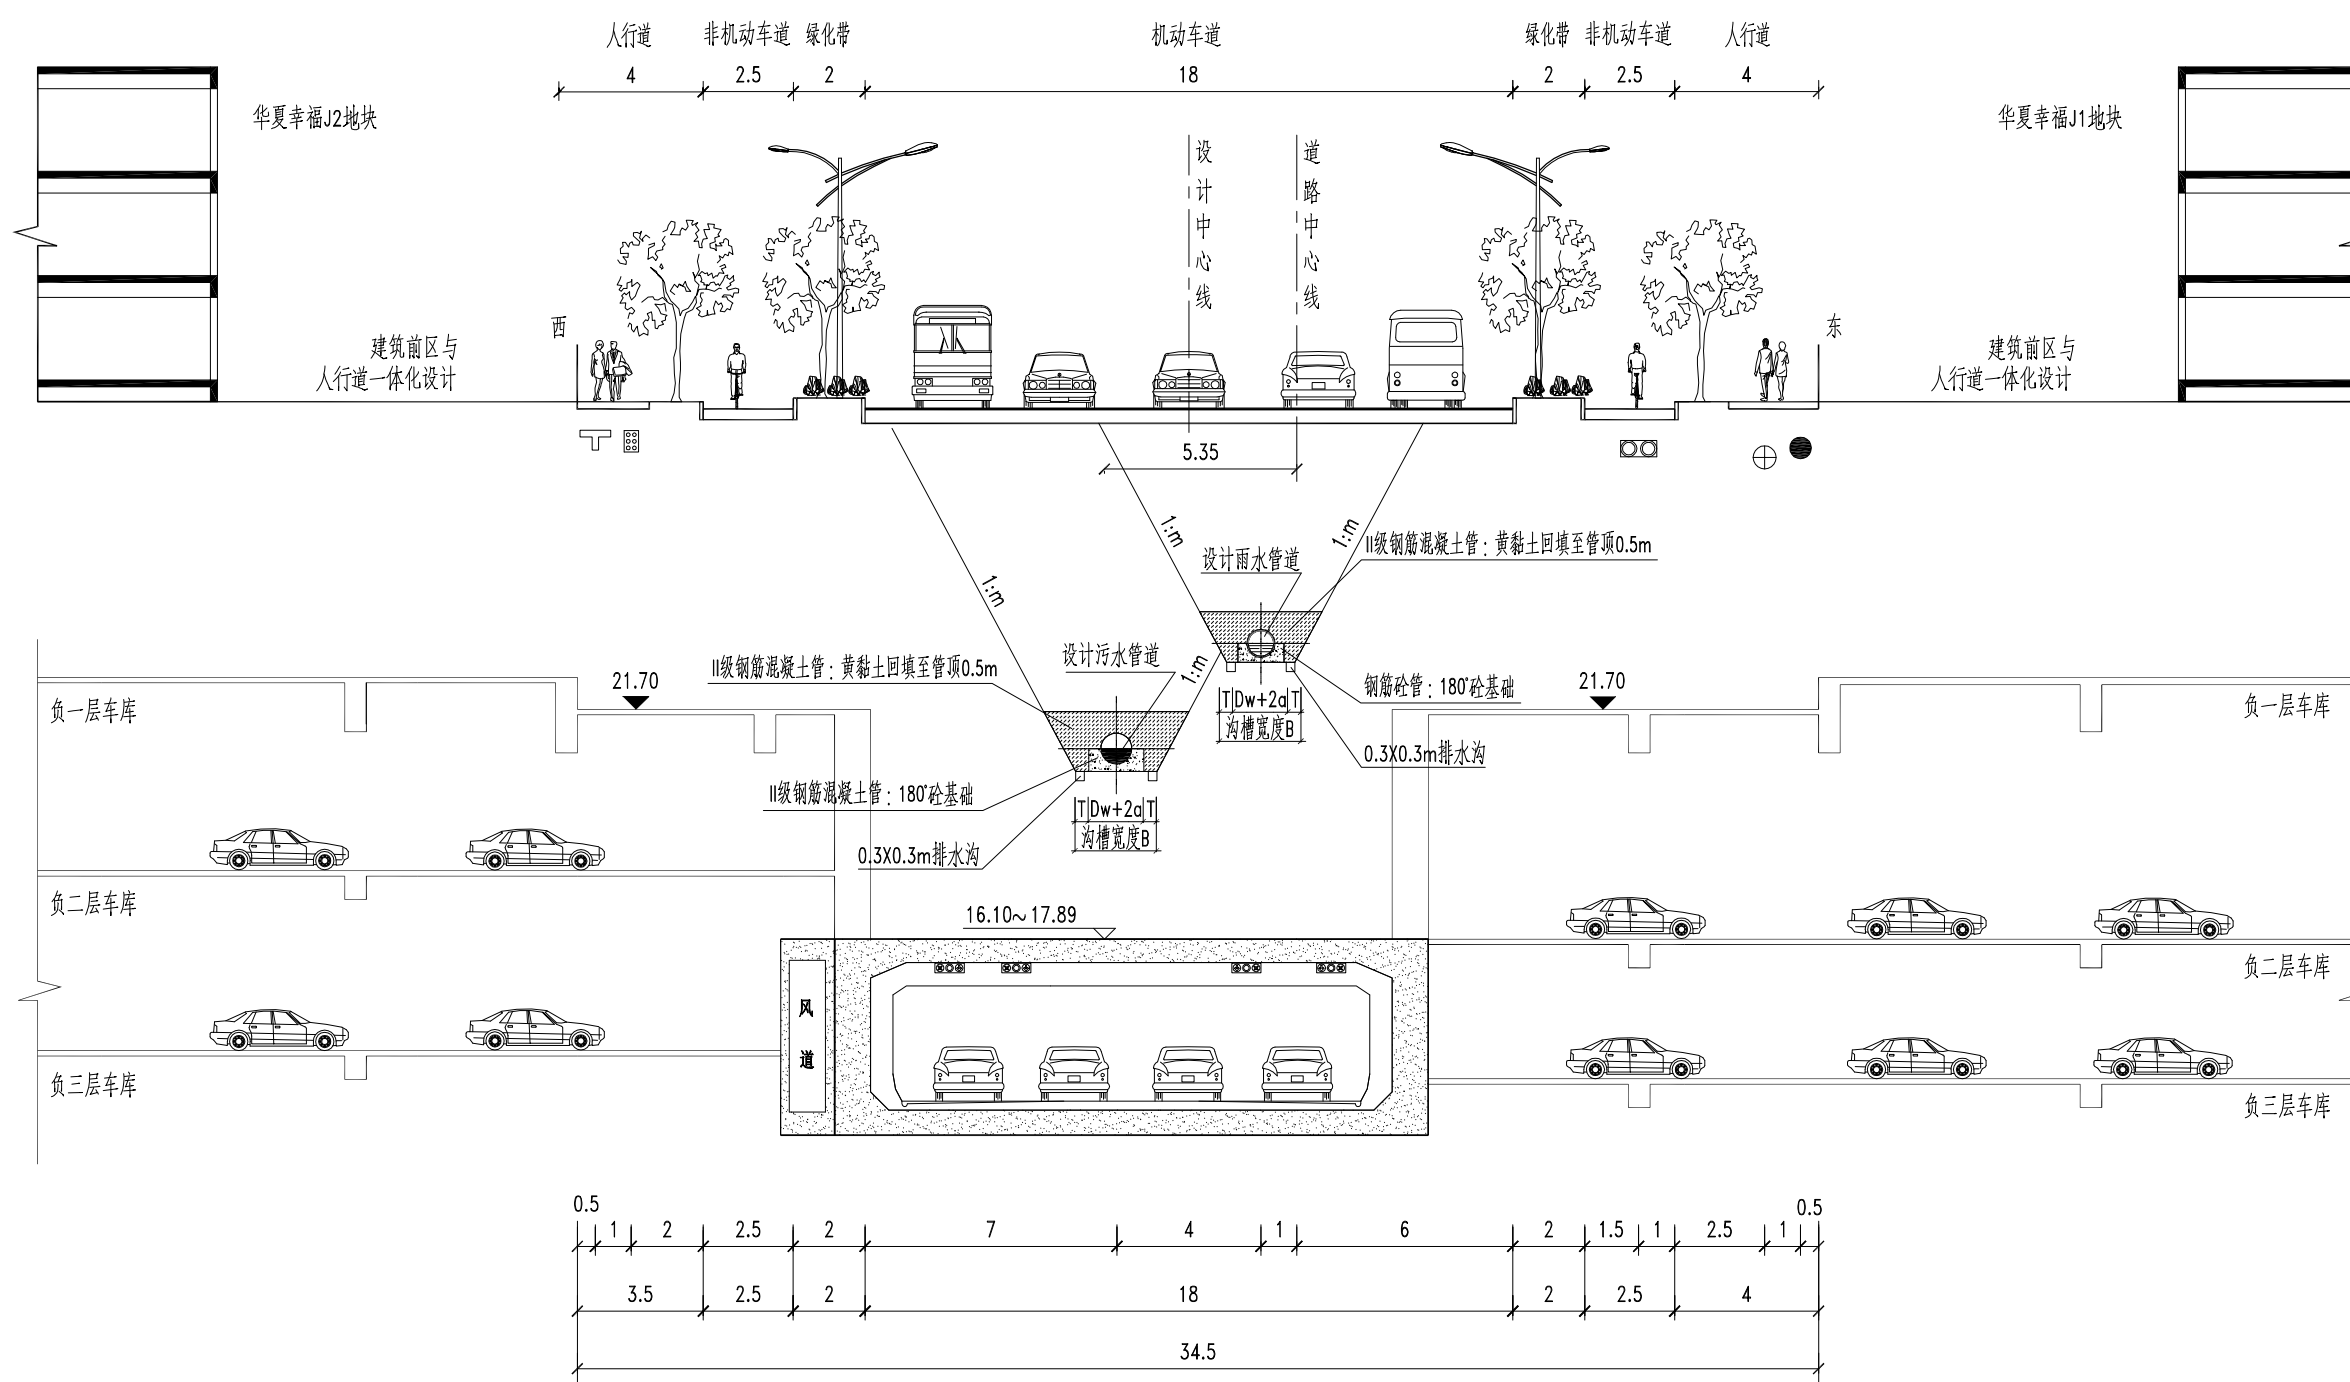 人行道 非机动车道 绿化带 机动车道 绿化带 非机动车道 人行道
4 2.5 2 18 2 2.5 4
华夏幸福J2地块
华夏幸福J1地块
设计中心线
道路中心线
西
东
建筑前区与
人行道一体化设计
建筑前区与
人行道一体化设计
5.35
1:m
1:m
1:m
1:m
II级钢筋混凝土管：黄黏土回填至管顶0.5m
设计雨水管道
设计污水管道
II级钢筋混凝土管：黄黏土回填至管顶0.5m
钢筋砼管：180°砼基础
T Dw+2a T
沟槽宽度B
0.3X0.3m排水沟
21.70
21.70
负一层车库
负一层车库
II级钢筋混凝土管：180°砼基础
T Dw+2a T
沟槽宽度B
0.3X0.3m排水沟
负二层车库
负二层车库
16.10~17.89
风道
负三层车库
负三层车库
0.5 1 2 2.5 2 7 4 1 6 2 1.5 1 2.5 1 0.5
3.5 2.5 2 18 2 2.5 4
34.5